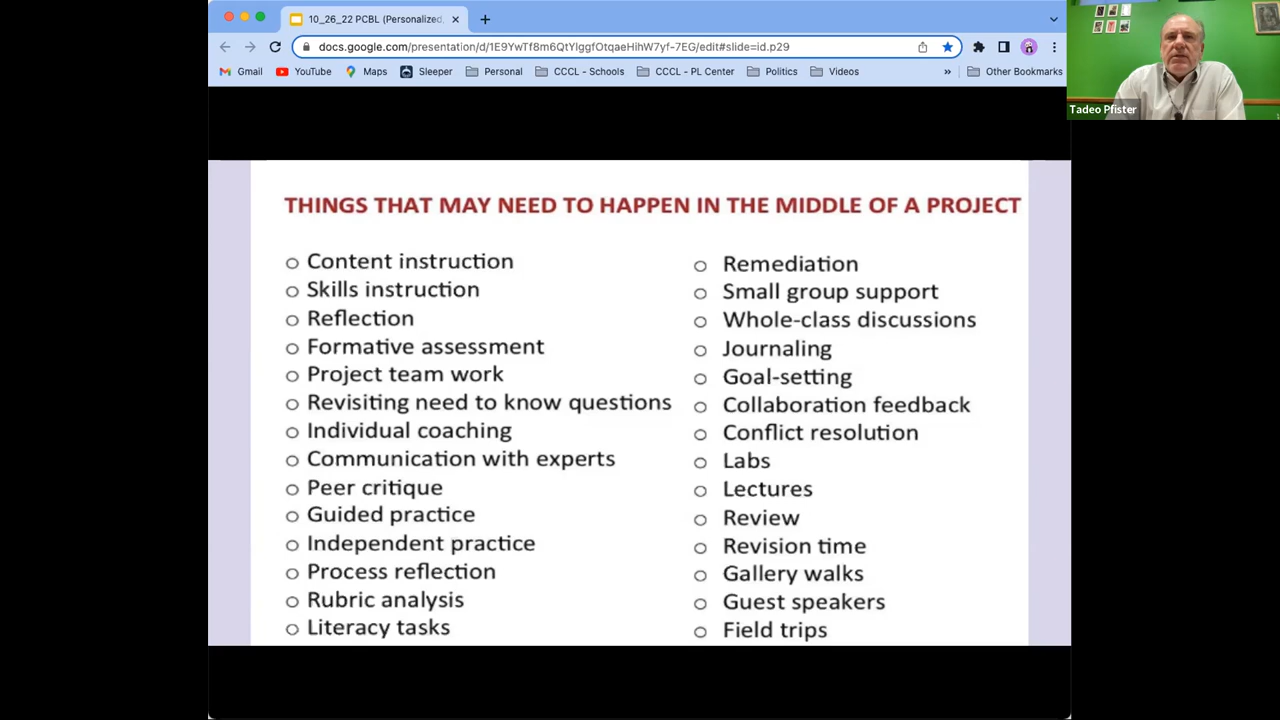 10_26_22 PCBL (Personalized,
docs.google.com/presentation/d/1E9YwTf8m6QtYlggfOtqaeHihW7yf-7EG/edit#slide=id.p29
Gmail YouTube Maps Sleeper Personal CCCL - Schools CCCL - PL Center Politics Videos » Other Bookmarks
Tadeo Pfister
THINGS THAT MAY NEED TO HAPPEN IN THE MIDDLE OF A PROJECT
Content instruction
Skills instruction
Reflection
Formative assessment
Project team work
Revisiting need to know questions
Individual coaching
Communication with experts
Peer critique
Guided practice
Independent practice
Process reflection
Rubric analysis
Literacy tasks
Remediation
Small group support
Whole-class discussions
Journaling
Goal-setting
Collaboration feedback
Conflict resolution
Labs
Lectures
Review
Revision time
Gallery walks
Guest speakers
Field trips